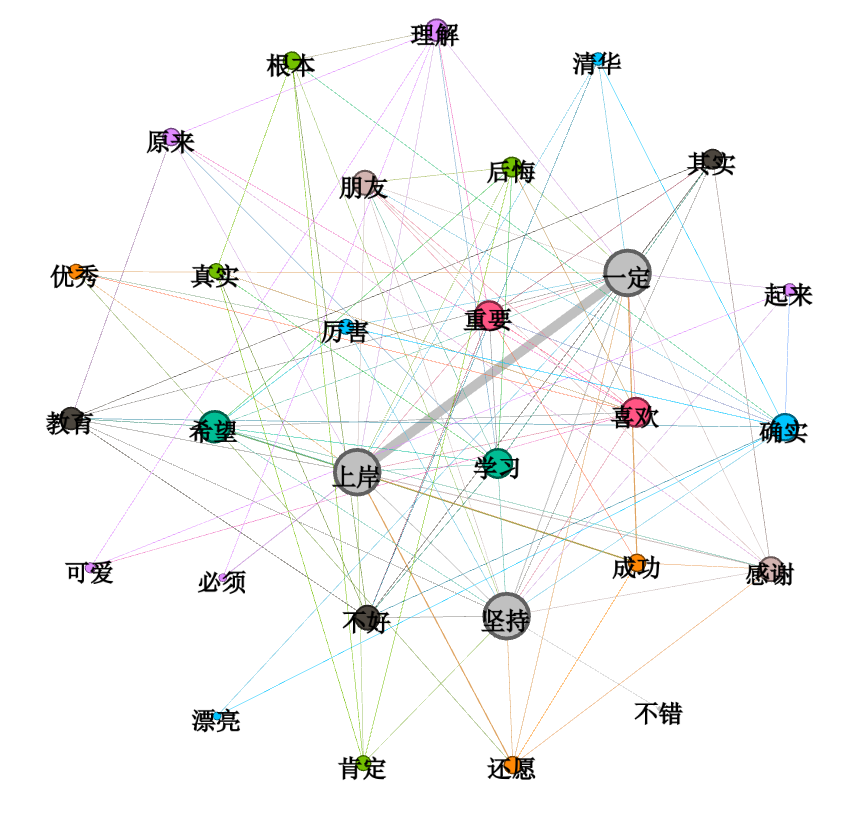 理解
根本
清华
原来
后悔
其实
朋友
优秀
真实
一定
起来
厉害
重要
教育
希望
喜欢
确实
上岸
学习
可爱
必须
成功
感谢
不好
坚持
漂亮
不错
肯定
还愿